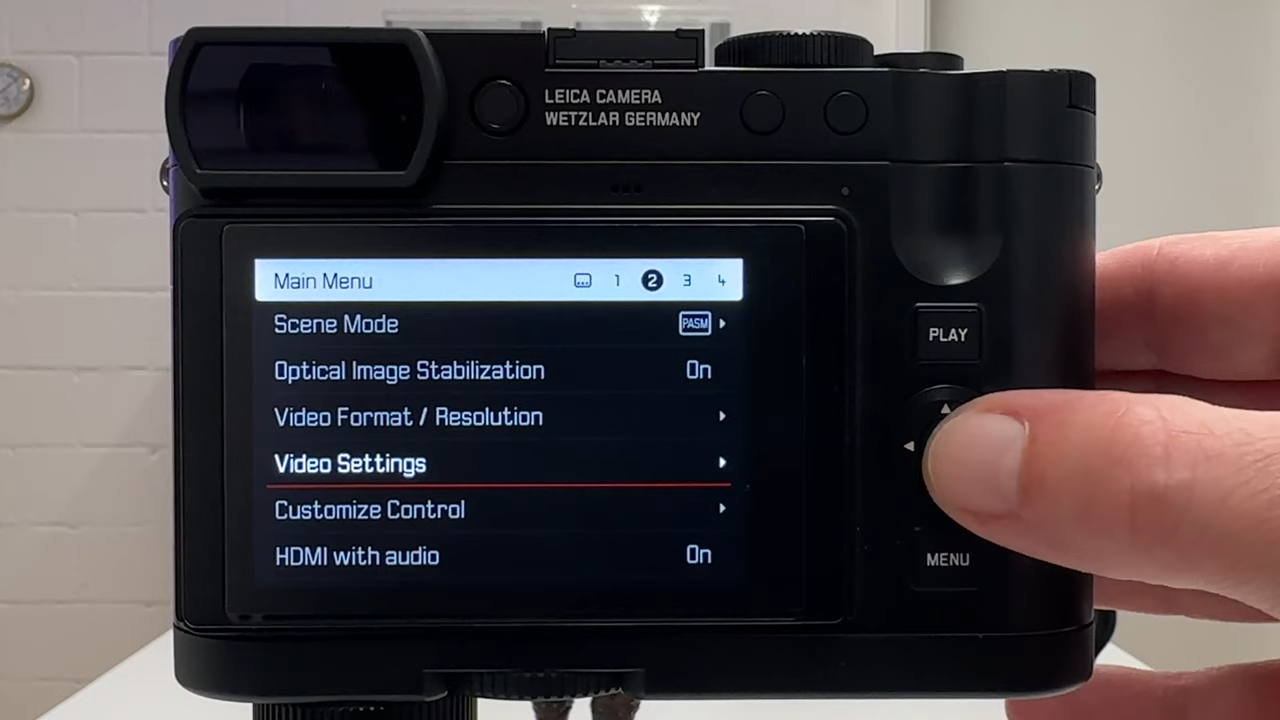 LEICA CAMERA
WETZLAR GERMANY
Main Menu 1 2 3 4
Scene Mode PASM
Optical Image Stabilization On
Video Format / Resolution
Video Settings
Customize Control
HDMI with audio On
PLAY
MENU